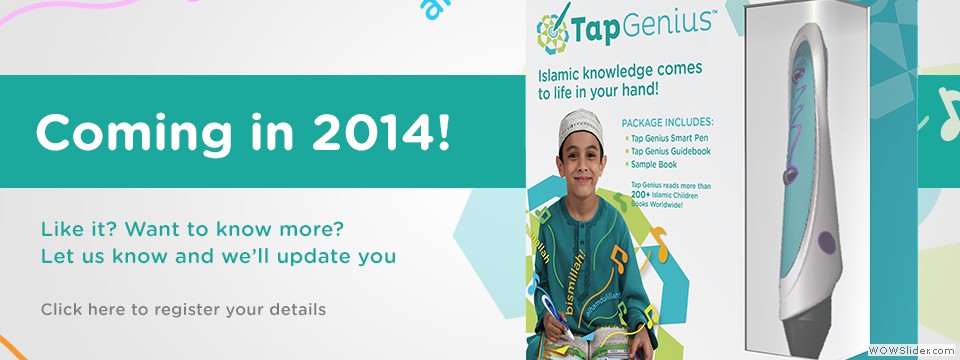 Coming in 2014!
Like it? Want to know more?
Let us know and we'll update you
Click here to register your details
TapGenius™
Islamic knowledge comes
to life in your hand!
PACKAGE INCLUDES:
Tap Genius Smart Pen
Tap Genius Guidebook
Sample Book
Tap Genius reads more than
200+ Islamic Children
Books Worldwide!
bismillah!
alhamdulillah!
WOWSlider.com